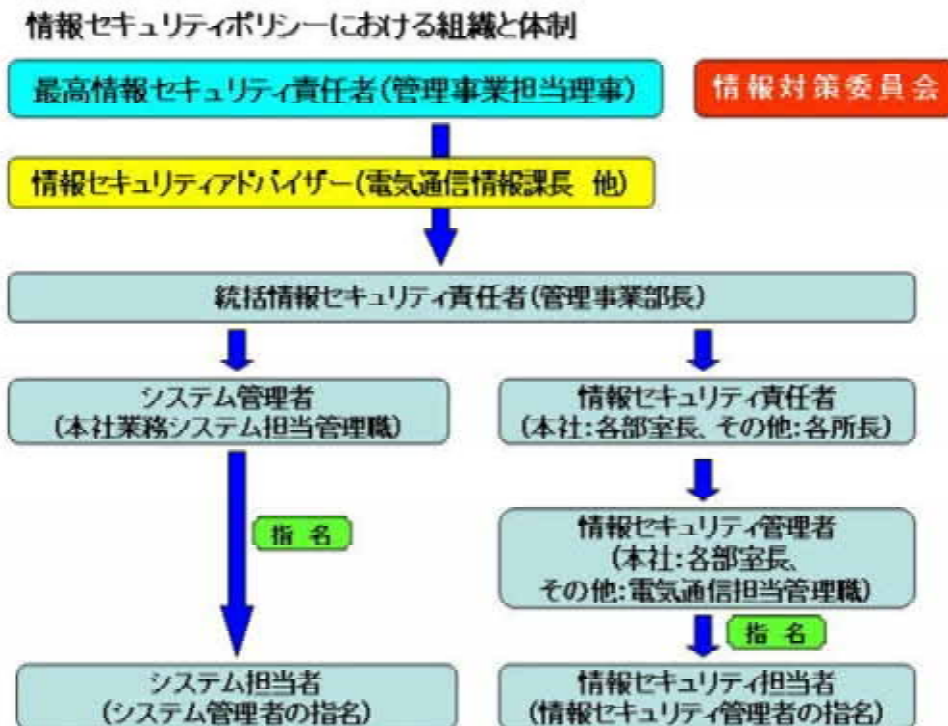 情報セキュリティポリシーにおける組織と体制
最高情報セキュリティ責任者(管理事業担当理事)
情報対策委員会
情報セキュリティアドバイザー(電気通信情報課長 他)
統括情報セキュリティ責任者(管理事業部長)
システム管理者
(本社業務システム担当管理職)
情報セキュリティ責任者
(本社:各部室長、その他:各所長)
指 名
情報セキュリティ管理者
(本社:各部室長、
その他:電気通信担当管理職)
指 名
システム担当者
(システム管理者の指名)
情報セキュリティ担当者
(情報セキュリティ管理者の指名)